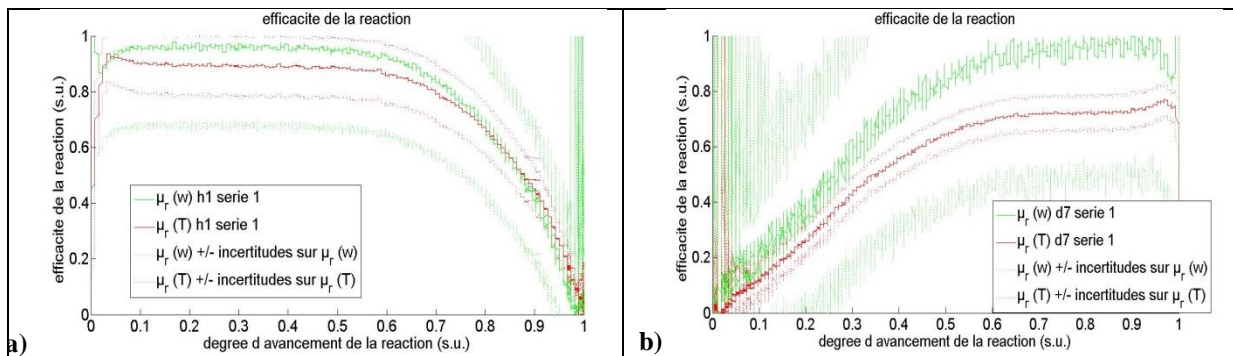 efficacite de la reaction
efficacite de la reaction (s.u.)
1
0.8
0.6
0.4
0.2
0
μr (w) h1 serie 1
μr (T) h1 serie 1
μr (w) +/- incertitudes sur μr (w)
μr (T) +/- incertitudes sur μr (T)
0 0.1 0.2 0.3 0.4 0.5 0.6 0.7 0.8 0.9 1
degree d avancement de la reaction (s.u.)
a)
efficacite de la reaction
efficacite de la reaction (s.u.)
1
0.8
0.6
0.4
0.2
0
μr (w) d7 serie 1
μr (T) d7 serie 1
μr (w) +/- incertitudes sur μr (w)
μr (T) +/- incertitudes sur μr (T)
0 0.1 0.2 0.3 0.4 0.5 0.6 0.7 0.8 0.9 1
degree d avancement de la reaction (s.u.)
b)